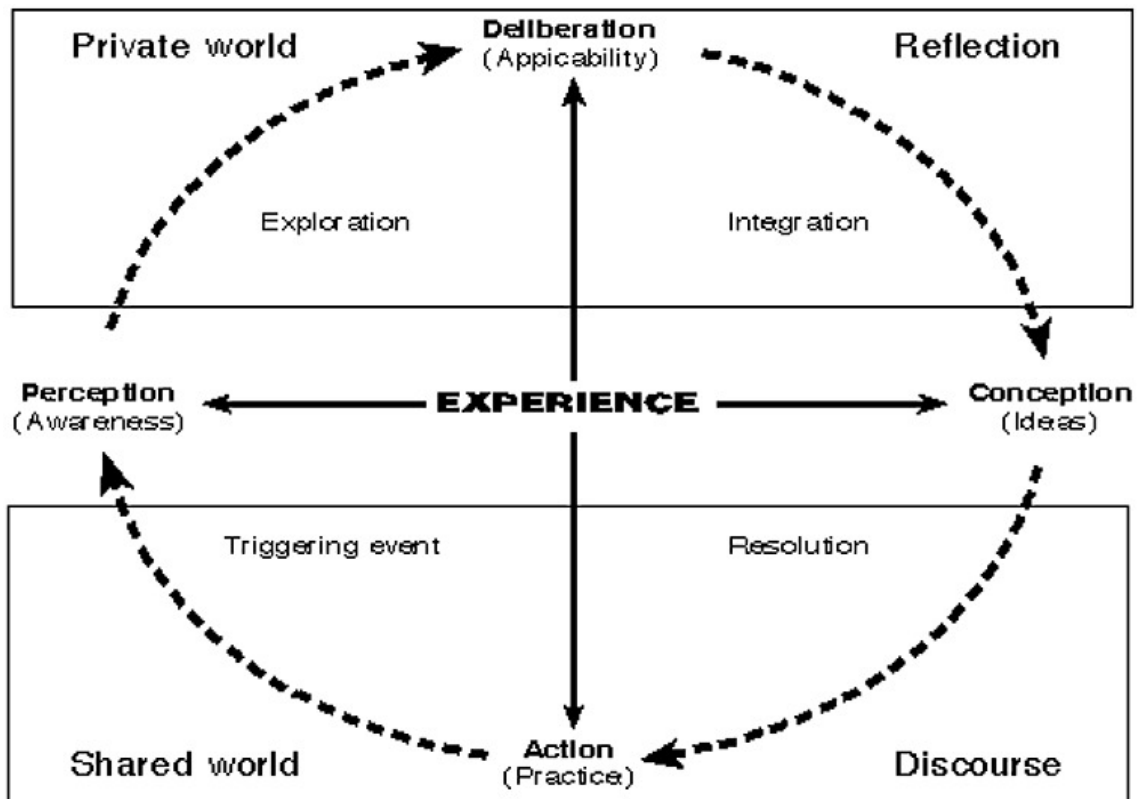 Private world
Deliberation
(Appicability)
Reflection
Exploration
Integration
Perception
(Awareness)
EXPERIENCE
Conception
(Ideas)
Triggering event
Resolution
Shared world
Action
(Practice)
Discourse